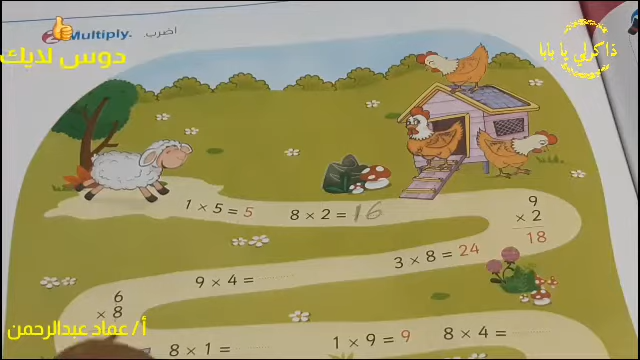 2 Multiply. اضرب.
دوس لايك
ذاكرلي يا بابا
1 × 5 = 5
8 × 2 = 16
9
× 2
18
3 × 8 = 24
9 × 4 =
6
× 8
أ/ عماد عبدالرحمن
8 × 1 =
1 × 9 = 9
8 × 4 =